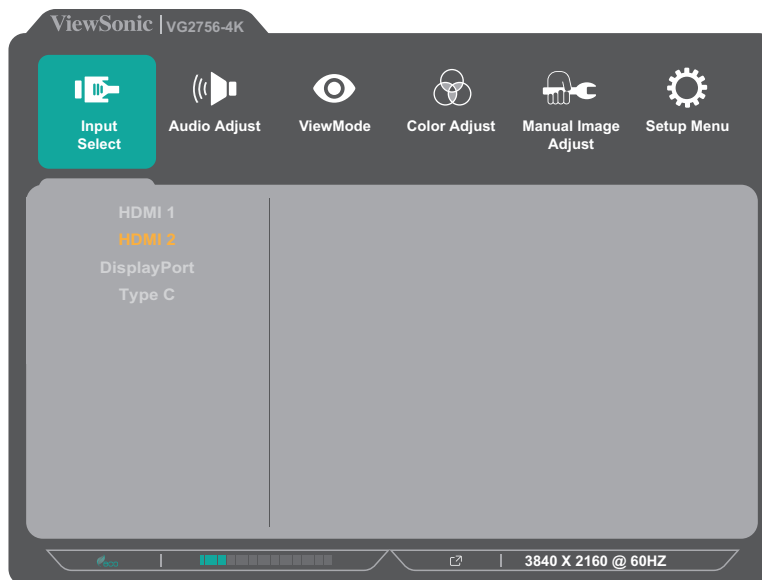 ViewSonic | VG2756-4K
Input Select
Audio Adjust
ViewMode
Color Adjust
Manual Image Adjust
Setup Menu
HDMI 1
HDMI 2
DisplayPort
Type C
eco
3840 X 2160 @ 60HZ